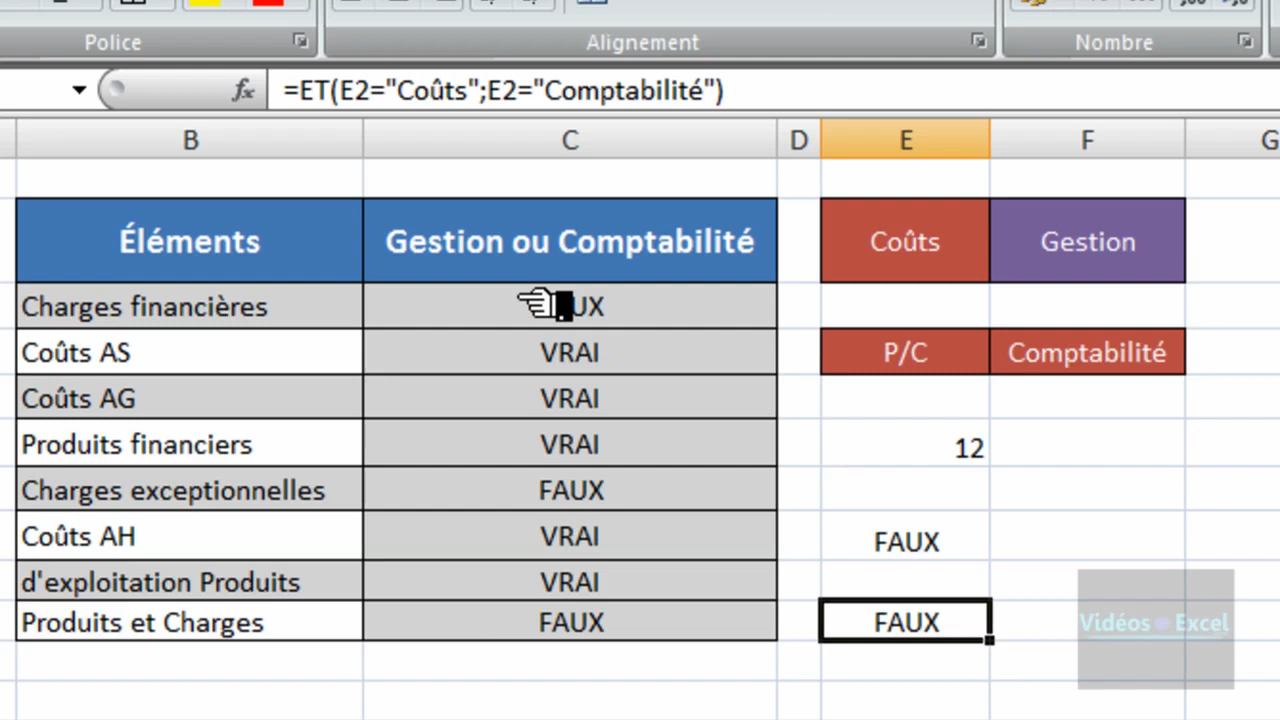 Police Alignement Nombre
fx =ET(E2="Coûts";E2="Comptabilité")
B C D E F G
Éléments Gestion ou Comptabilité Coûts Gestion
Charges financières UX
Coûts AS VRAI P/C Comptabilité
Coûts AG VRAI
Produits financiers VRAI 12
Charges exceptionnelles FAUX
Coûts AH VRAI FAUX
d'exploitation Produits VRAI
Produits et Charges FAUX FAUX
Vidéos Excel